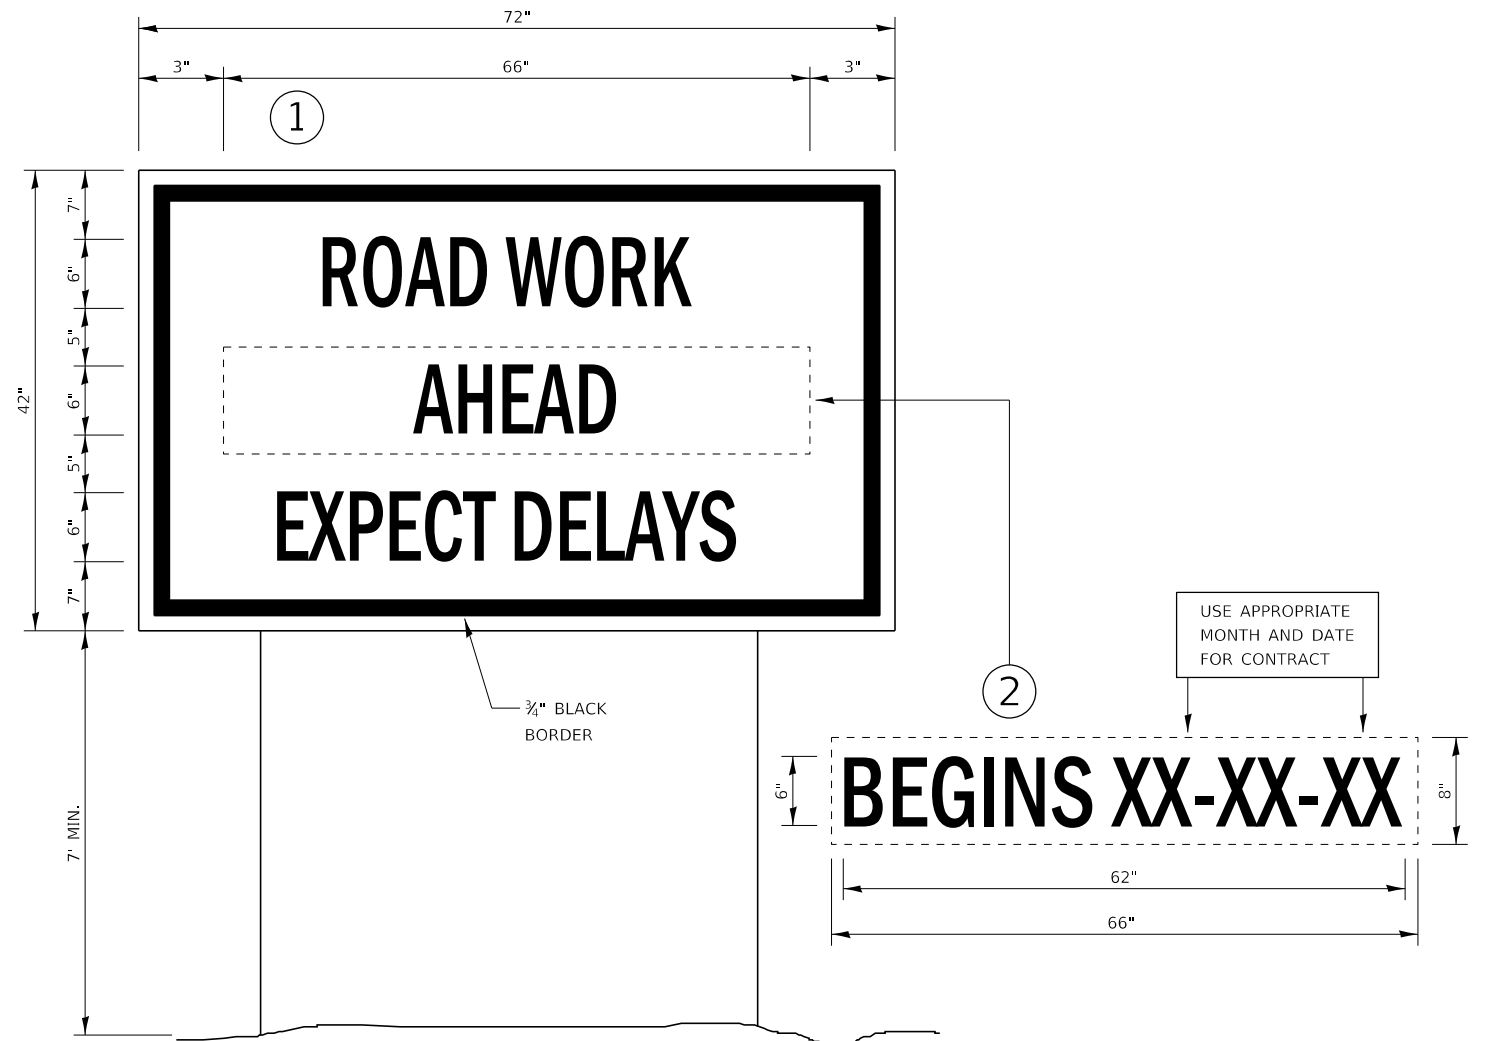 72"
3" 66" 3"
1
7"
6"
5"
6"
5"
6"
7"
42"
ROAD WORK
AHEAD
EXPECT DELAYS
¾" BLACK
BORDER
7' MIN.
2
USE APPROPRIATE
MONTH AND DATE
FOR CONTRACT
6"
BEGINS XX-XX-XX
8"
62"
66"